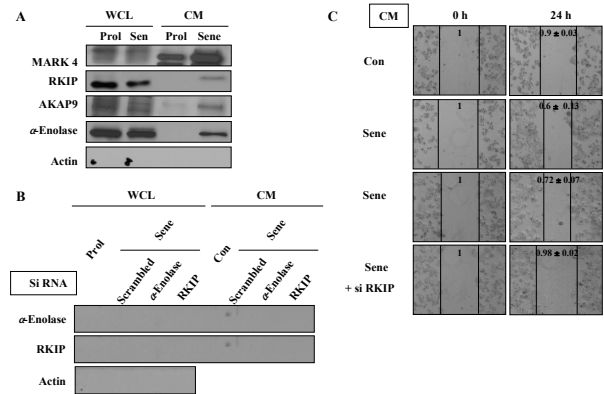 A
WCL CM
Prol Sen Prol Sene
MARK 4
RKIP
AKAP9
α-Enolase
Actin
B
WCL CM
Prol Sene Con Sene
Scrambled α-Enolase RKIP Scrambled α-Enolase RKIP
Si RNA
α-Enolase
RKIP
Actin
C
CM 0 h 24 h
Con 1 0.9 ± 0.03
Sene 1 0.6 ± 0.13
Sene 1 0.72 ± 0.07
Sene + si RKIP 1 0.98 ± 0.02